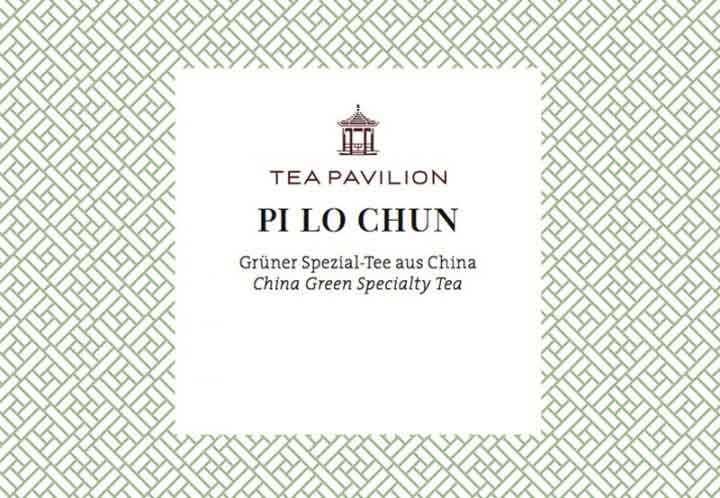 TEA PAVILION
PI LO CHUN
Grüner Spezial-Tee aus China
China Green Specialty Tea